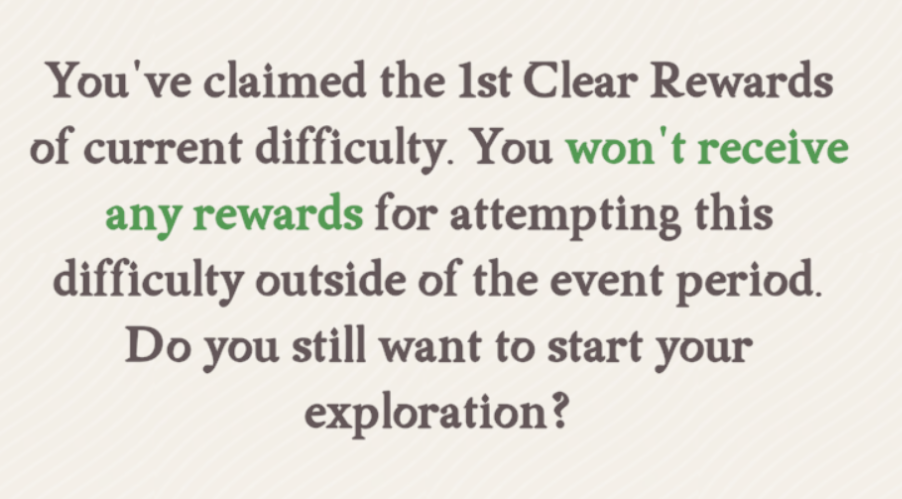 You've claimed the 1st Clear Rewards
of current difficulty. You won't receive
any rewards for attempting this
difficulty outside of the event period.
Do you still want to start your
exploration?